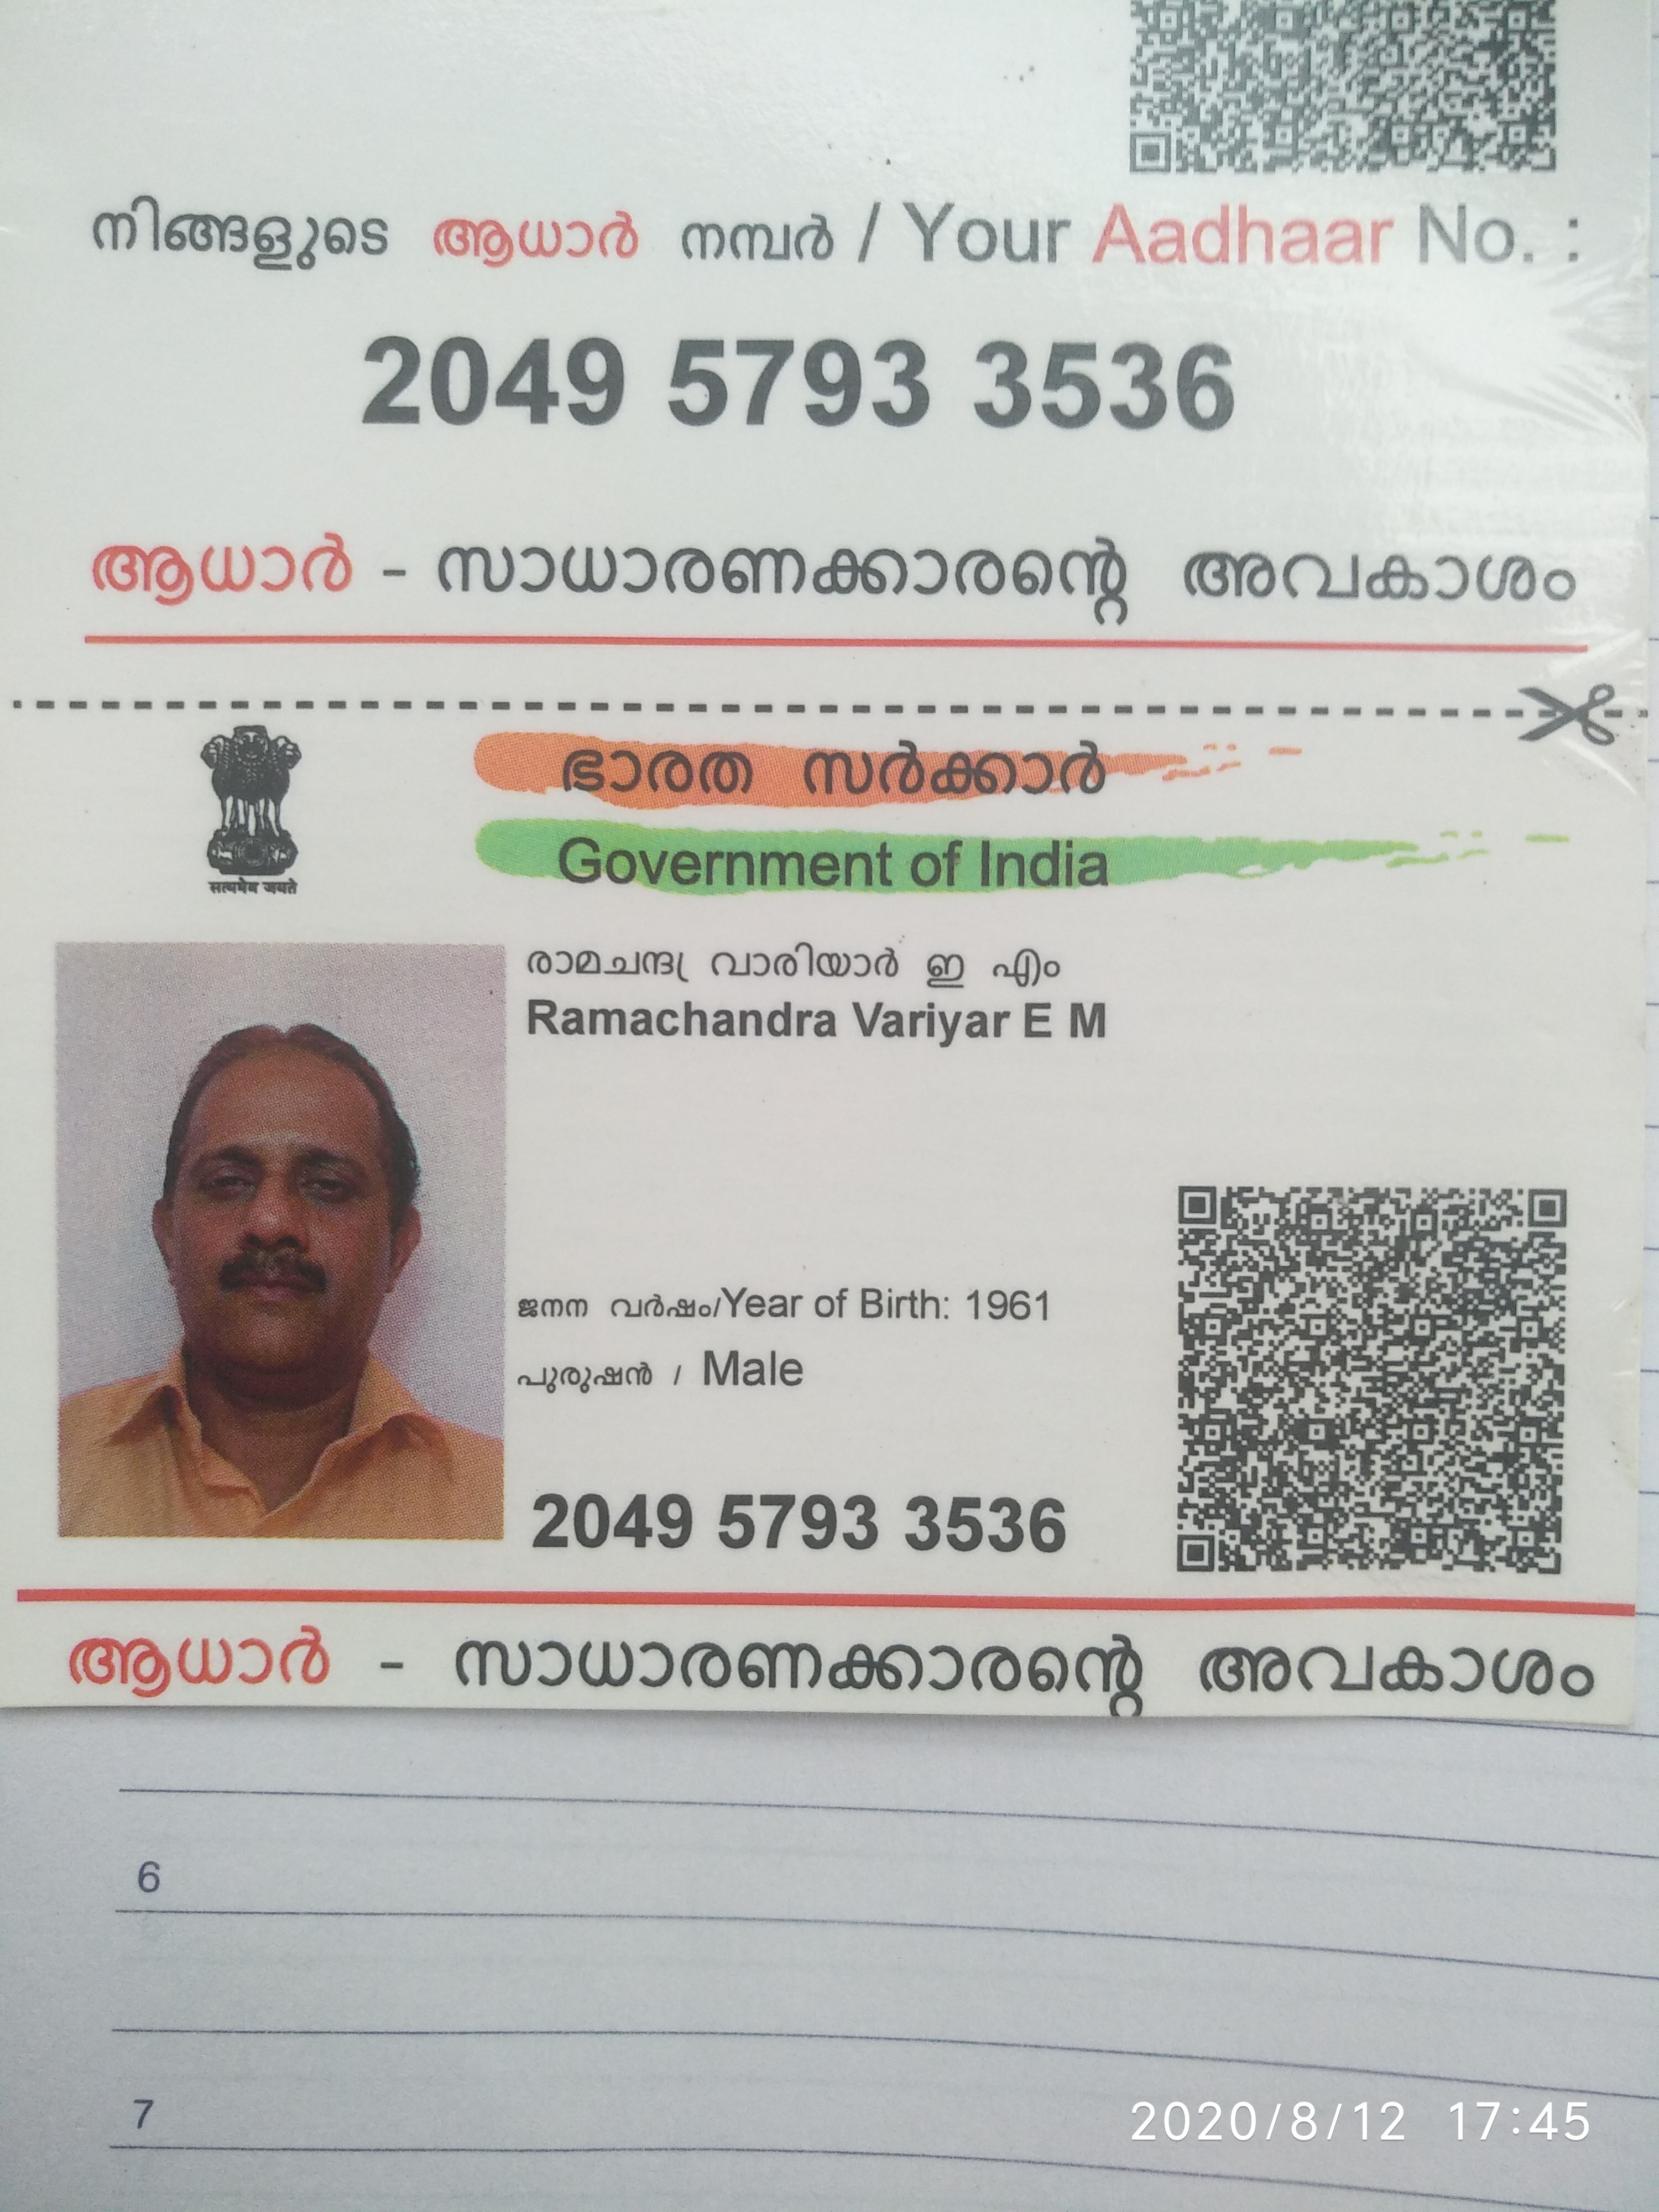 നിങ്ങളുടെ ആധാർ നമ്പർ / Your Aadhaar No. :
2049 5793 3536
ആധാർ - സാധാരണക്കാരന്റെ അവകാശം
സത്യമേവ जयते
ഭാരത സർക്കാർ
Government of India
രാമചന്ദ്ര വാരിയാർ ഇ എം
Ramachandra Variyar E M
ജനന വർഷം/Year of Birth: 1961
പുരുഷൻ / Male
2049 5793 3536
ആധാർ - സാധാരണക്കാരന്റെ അവകാശം
6
7
2020/8/12 17:45